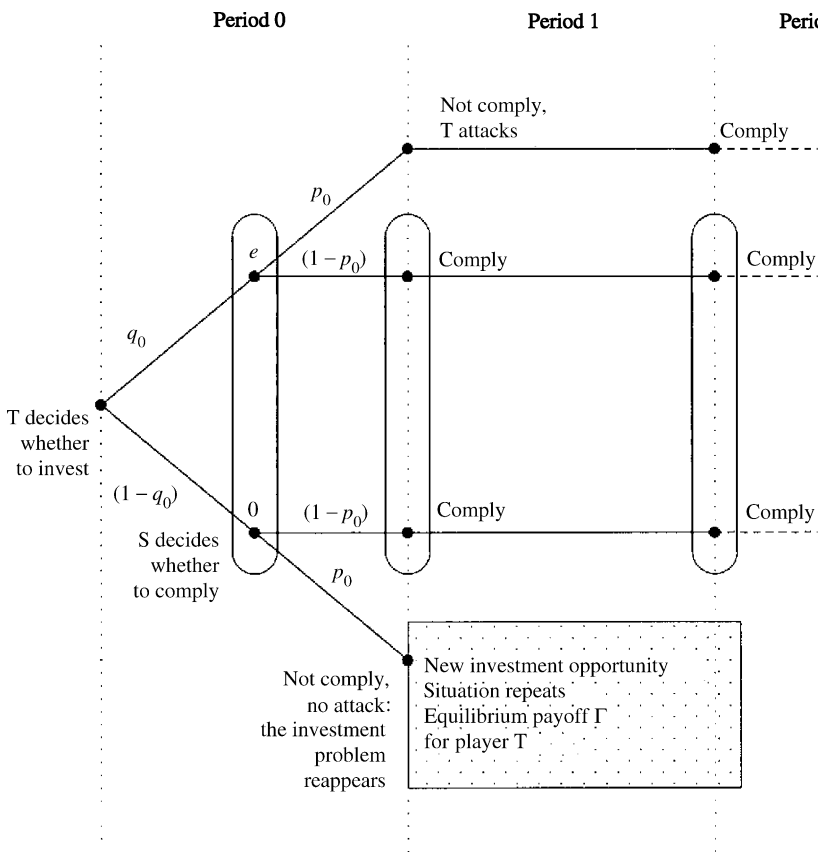 Period 0
Period 1
Perio
Not comply,
T attacks
Comply
p0
e
(1 – p0)
Comply
Comply
q0
T decides
whether
to invest
(1 – q0)
0
(1 – p0)
Comply
Comply
S decides
whether
to comply
p0
Not comply,
no attack:
the investment
problem
reappears
New investment opportunity
Situation repeats
Equilibrium payoff Γ
for player T